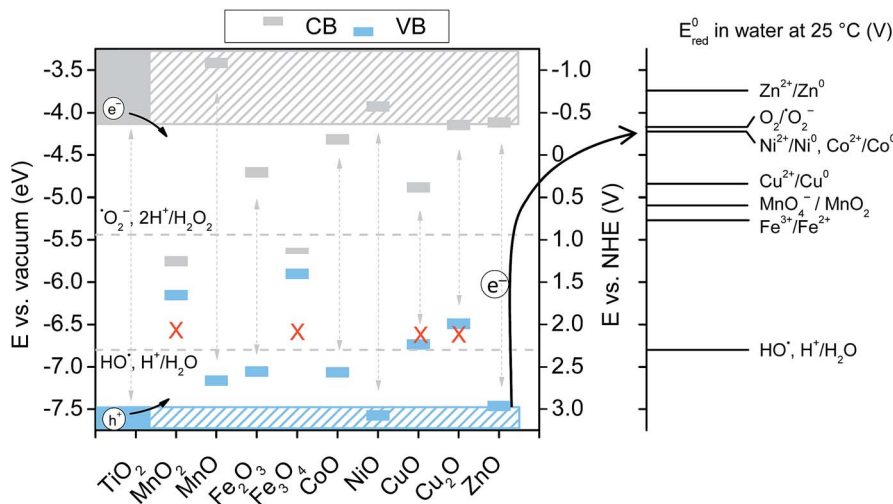 CB VB
E⁰red in water at 25 °C (V)
E vs. vacuum (eV)
-3.5
-4.0
-4.5
-5.0
-5.5
-6.0
-6.5
-7.0
-7.5
e⁻
•O₂⁻, 2H⁺/H₂O₂
HO•, H⁺/H₂O
h⁺
X X X X
e⁻
-1.0
-0.5
0
0.5
1.0
1.5
2.0
2.5
3.0
E vs. NHE (V)
TiO₂
MnO₂
MnO
Fe₂O₃
Fe₃O₄
CoO
NiO
CuO
Cu₂O
ZnO
Zn²⁺/Zn⁰
O₂/•O₂⁻
Ni²⁺/Ni⁰, Co²⁺/Co⁰
Cu²⁺/Cu⁰
MnO₄⁻ / MnO₂
Fe³⁺/Fe²⁺
HO•, H⁺/H₂O